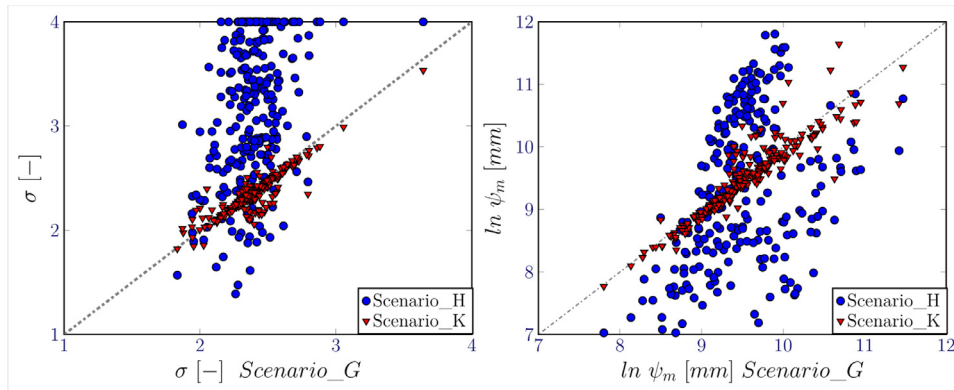 4
3
2
1
σ [−]
1
2
3
4
σ [−] Scenario_G
Scenario_H
Scenario_K
12
11
10
9
8
7
ln ψm [mm]
7
8
9
10
11
12
ln ψm [mm] Scenario_G
Scenario_H
Scenario_K